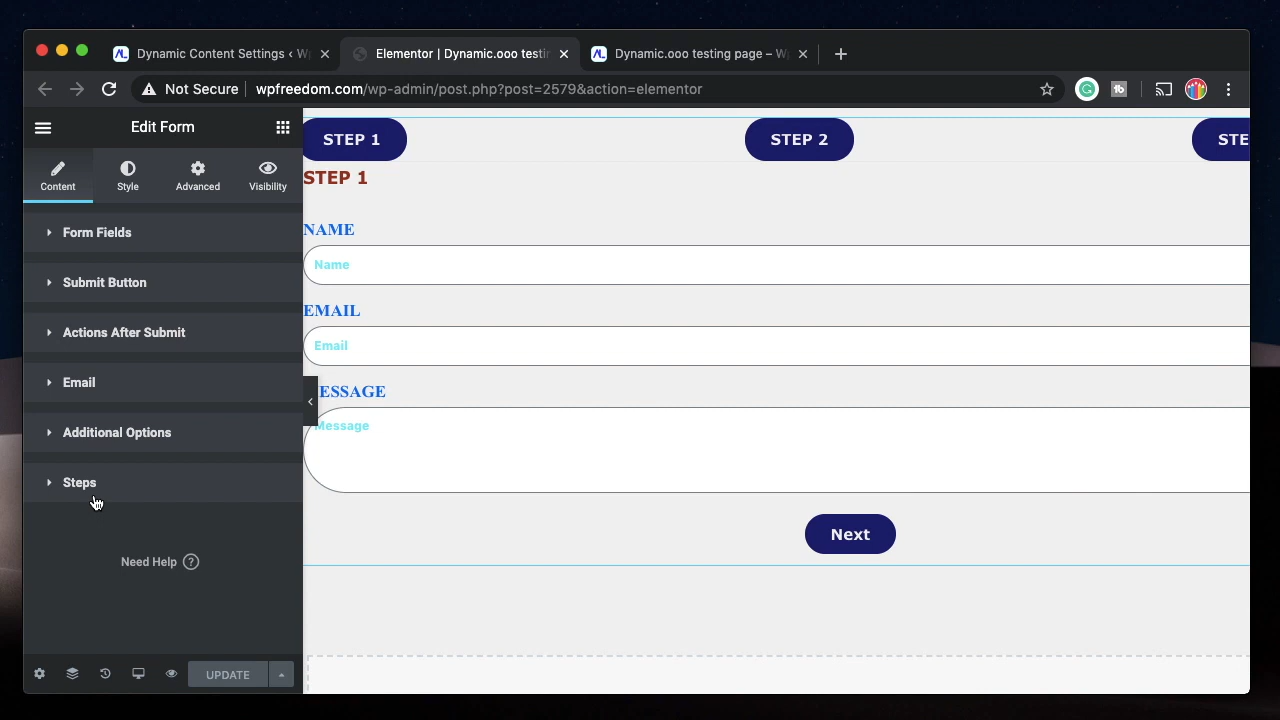 Dynamic Content Settings ‹ W
Elementor | Dynamic.ooo testin
Dynamic.ooo testing page – W
Not Secure
wpfreedom.com/wp-admin/post.php?post=2579&action=elementor
Edit Form
Content
Style
Advanced
Visibility
Form Fields
Submit Button
Actions After Submit
Email
Additional Options
Steps
Need Help ?
UPDATE
STEP 1
STEP 2
STE
STEP 1
NAME
Name
EMAIL
Email
ESSAGE
Message
Next